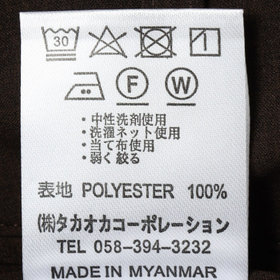 30
F W
・中性洗剤使用
・洗濯ネット使用
・当て布使用
・弱く絞る
表地 POLYESTER 100%
㈱タカオカコーポレーション
TEL 058-394-3232
MADE IN MYANMAR